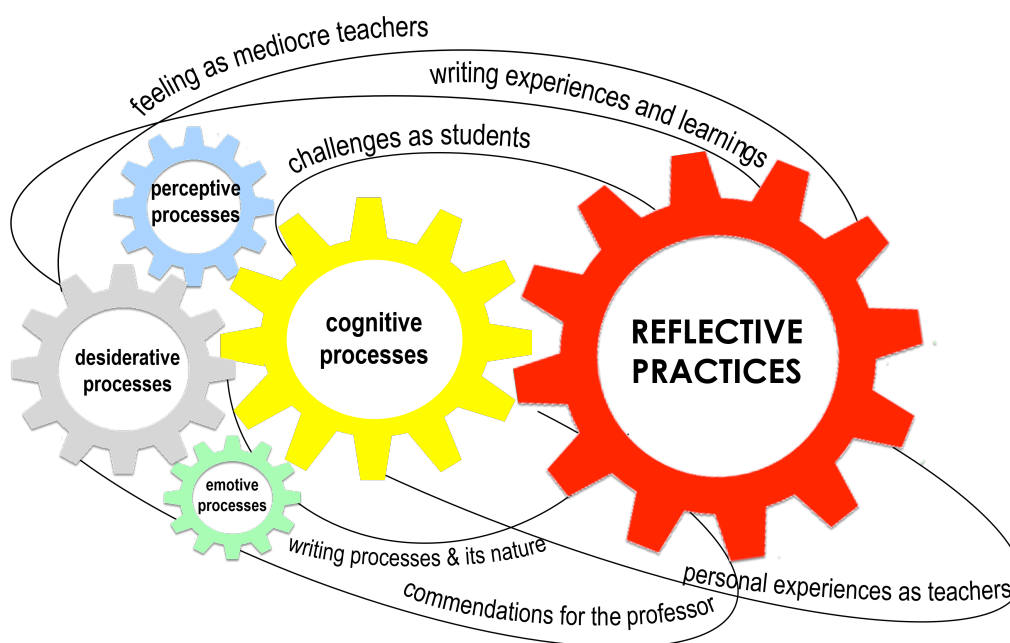 feeling as mediocre teachers
writing experiences and learnings
challenges as students
perceptive
processes
cognitive
processes
REFLECTIVE
PRACTICES
desiderative
processes
emotive
processes
writing processes & its nature
personal experiences as teachers
commendations for the professor